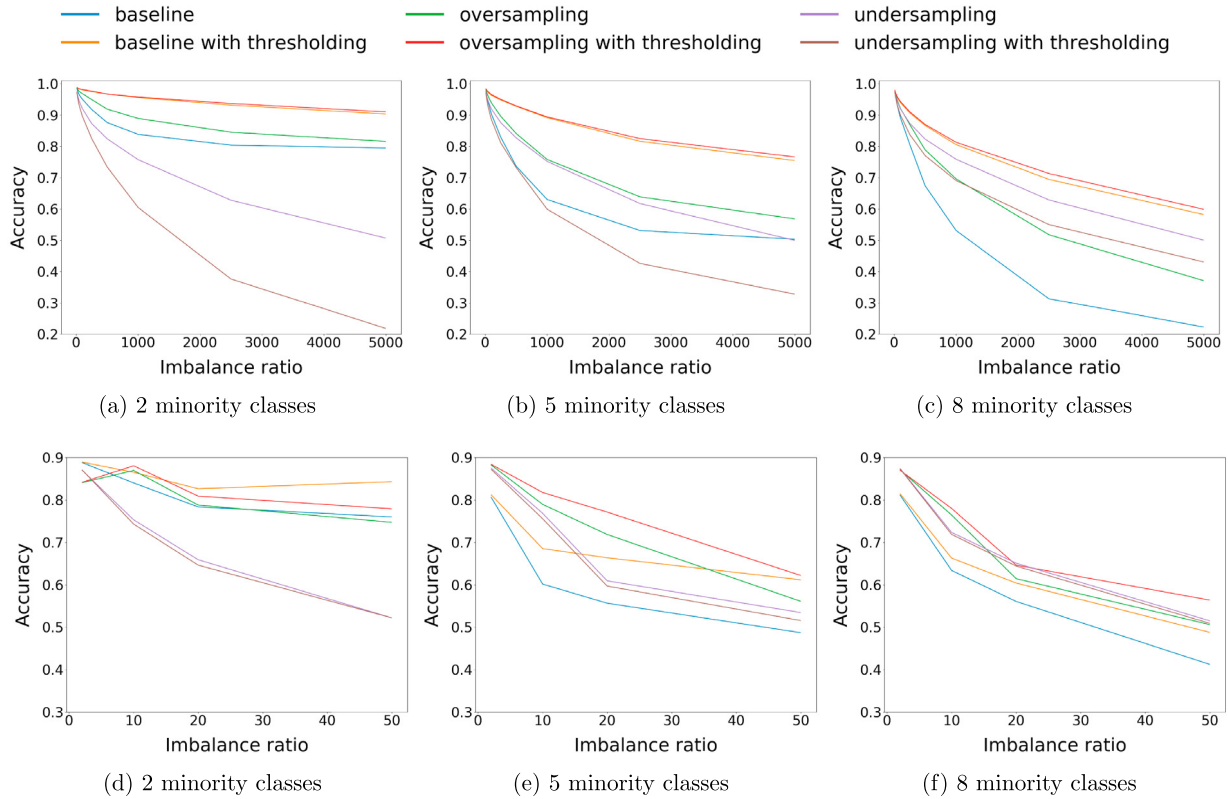 baseline oversampling undersampling
baseline with thresholding oversampling with thresholding undersampling with thresholding
1.0 1.0 1.0
0.9 0.9 0.9
0.8 0.8 0.8
0.7 0.7 0.7
0.6 0.6 0.6
0.5 0.5 0.5
0.4 0.4 0.4
0.3 0.3 0.3
0.2 0.2 0.2
Accuracy Accuracy Accuracy
0 1000 2000 3000 4000 5000 0 1000 2000 3000 4000 5000 0 1000 2000 3000 4000 5000
Imbalance ratio Imbalance ratio Imbalance ratio
(a) 2 minority classes (b) 5 minority classes (c) 8 minority classes
0.9 0.9 0.9
0.8 0.8 0.8
0.7 0.7 0.7
0.6 0.6 0.6
0.5 0.5 0.5
0.4 0.4 0.4
0.3 0.3 0.3
Accuracy Accuracy Accuracy
0 10 20 30 40 50 0 10 20 30 40 50 0 10 20 30 40 50
Imbalance ratio Imbalance ratio Imbalance ratio
(d) 2 minority classes (e) 5 minority classes (f) 8 minority classes